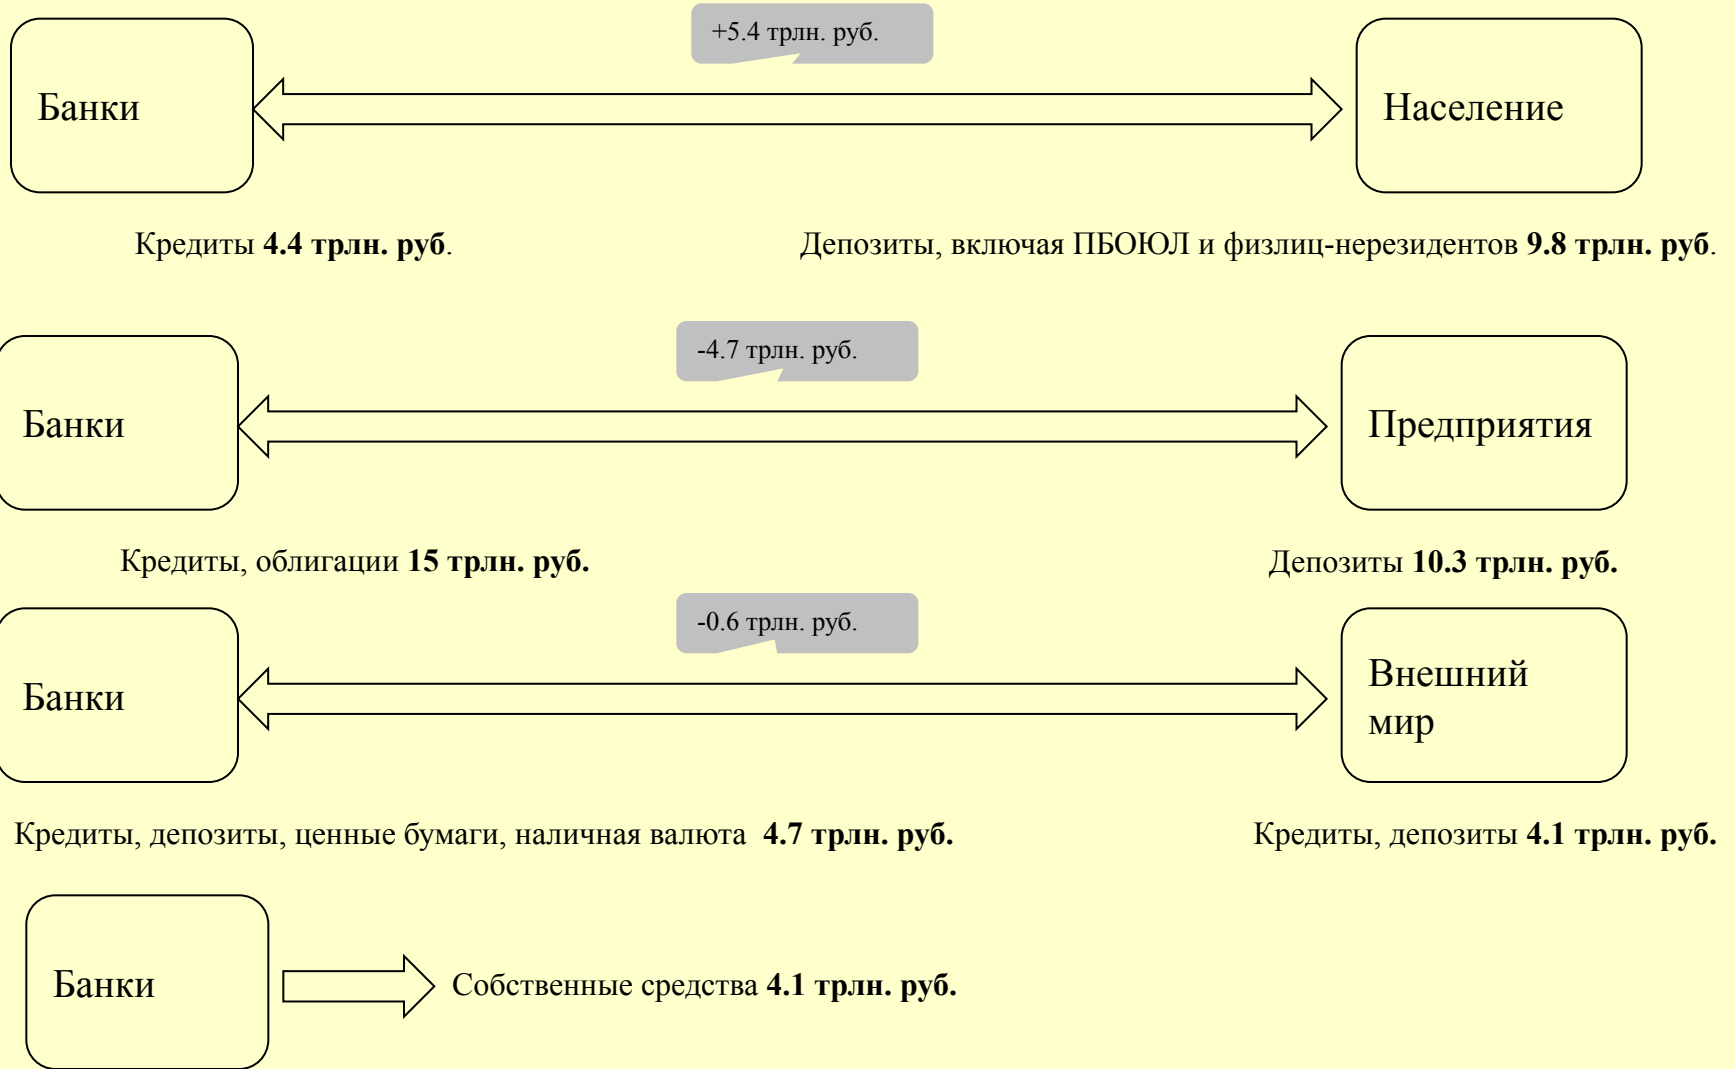 +5.4 трлн. руб.
Банки
Население
Кредиты 4.4 трлн. руб.
Депозиты, включая ПБОЮЛ и физлиц-нерезидентов 9.8 трлн. руб.
-4.7 трлн. руб.
Банки
Предприятия
Кредиты, облигации 15 трлн. руб.
Депозиты 10.3 трлн. руб.
-0.6 трлн. руб.
Банки
Внешний
мир
Кредиты, депозиты, ценные бумаги, наличная валюта 4.7 трлн. руб.
Кредиты, депозиты 4.1 трлн. руб.
Банки
Собственные средства 4.1 трлн. руб.